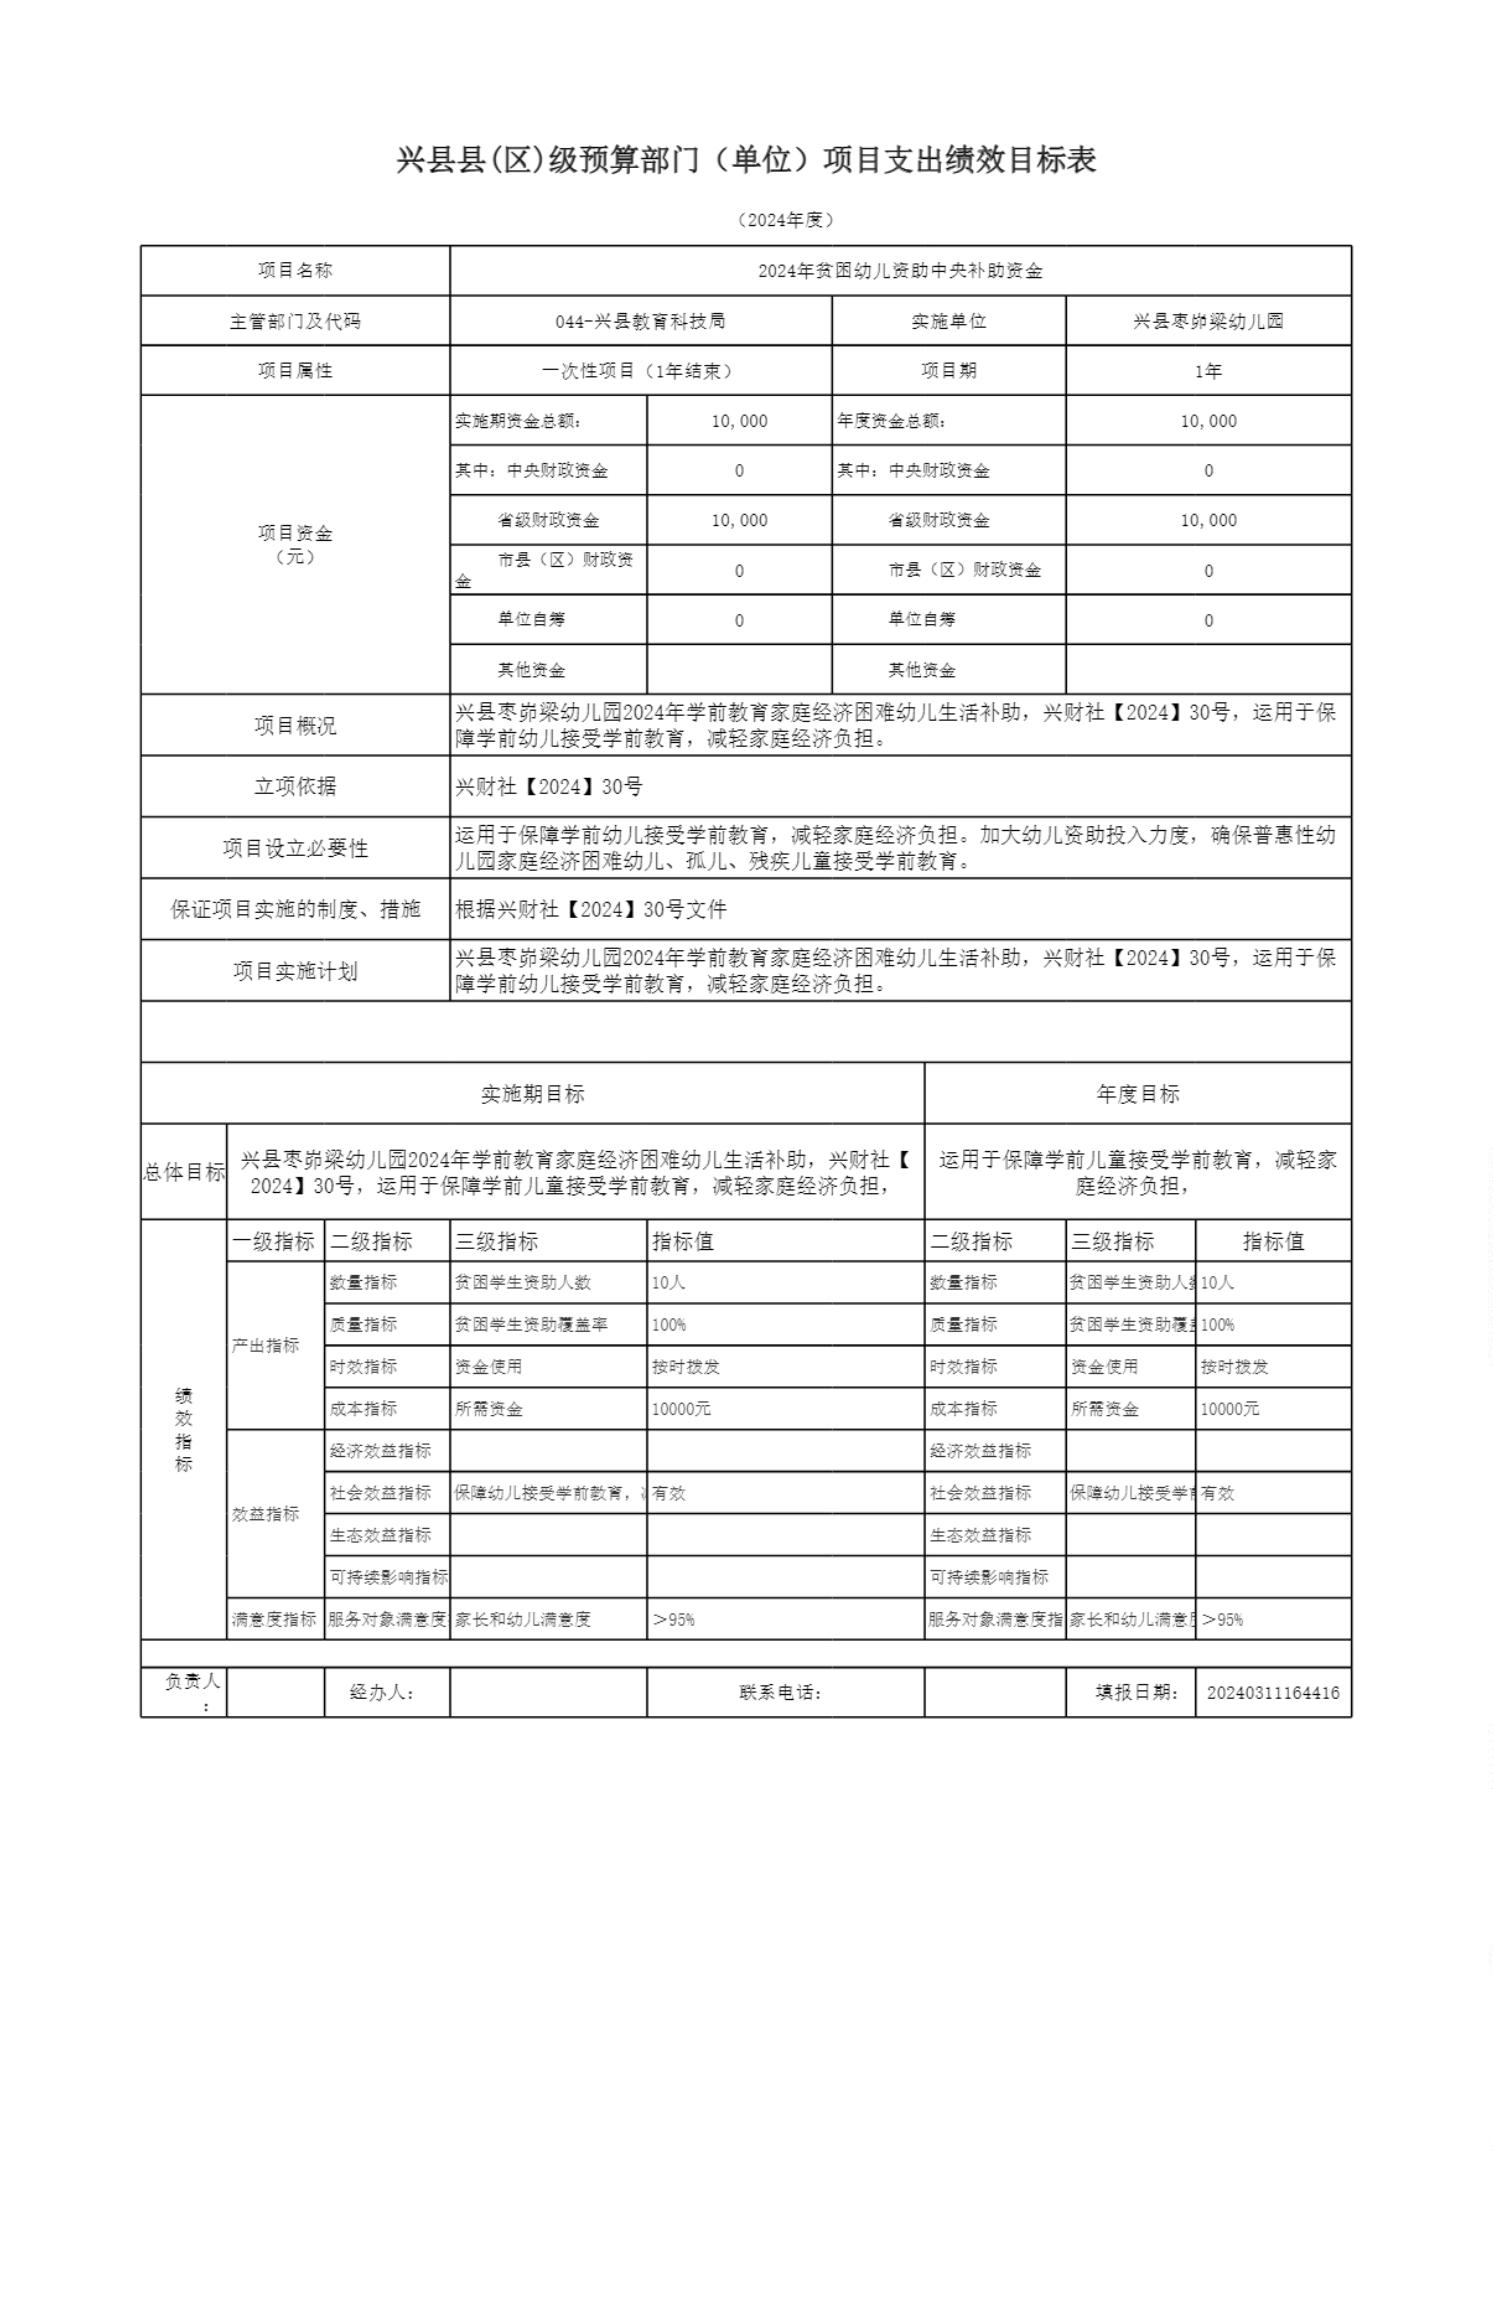 兴县县(区)级预算部门（单位）项目支出绩效目标表
（2024年度）
项目名称 2024年贫困幼儿资助中央补助资金
主管部门及代码 044-兴县教育科技局 实施单位 兴县枣峁梁幼儿园
项目属性 一次性项目（1年结束） 项目期 1年
项目资金
（元）
实施期资金总额： 10,000 年度资金总额： 10,000
其中：中央财政资金 0 其中：中央财政资金 0
省级财政资金 10,000 省级财政资金 10,000
市县（区）财政资
金 0 市县（区）财政资金 0
单位自筹 0 单位自筹 0
其他资金 其他资金
项目概况 兴县枣峁梁幼儿园2024年学前教育家庭经济困难幼儿生活补助，兴财社【2024】30号，运用于保
障学前幼儿接受学前教育，减轻家庭经济负担。
立项依据 兴财社【2024】30号
项目设立必要性 运用于保障学前幼儿接受学前教育，减轻家庭经济负担。加大幼儿资助投入力度，确保普惠性幼
儿园家庭经济困难幼儿、孤儿、残疾儿童接受学前教育。
保证项目实施的制度、措施 根据兴财社【2024】30号文件
项目实施计划 兴县枣峁梁幼儿园2024年学前教育家庭经济困难幼儿生活补助，兴财社【2024】30号，运用于保
障学前幼儿接受学前教育，减轻家庭经济负担。
实施期目标 年度目标
总体目标 兴县枣峁梁幼儿园2024年学前教育家庭经济困难幼儿生活补助，兴财社【
2024】30号，运用于保障学前儿童接受学前教育，减轻家庭经济负担，
运用于保障学前儿童接受学前教育，减轻家
庭经济负担，
绩
效
指
标
一级指标 二级指标 三级指标 指标值 二级指标 三级指标 指标值
产出指标
数量指标 贫困学生资助人数 10人 数量指标 贫困学生资助人 10人
质量指标 贫困学生资助覆盖率 100% 质量指标 贫困学生资助覆 100%
时效指标 资金使用 按时拨发 时效指标 资金使用 按时拨发
成本指标 所需资金 10000元 成本指标 所需资金 10000元
效益指标
经济效益指标 经济效益指标
社会效益指标 保障幼儿接受学前教育， 有效 社会效益指标 保障幼儿接受学 有效
生态效益指标 生态效益指标
可持续影响指标 可持续影响指标
满意度指标 服务对象满意度 家长和幼儿满意度 ＞95% 服务对象满意度指 家长和幼儿满意 ＞95%
负责人
： 经办人： 联系电话： 填报日期： 20240311164416